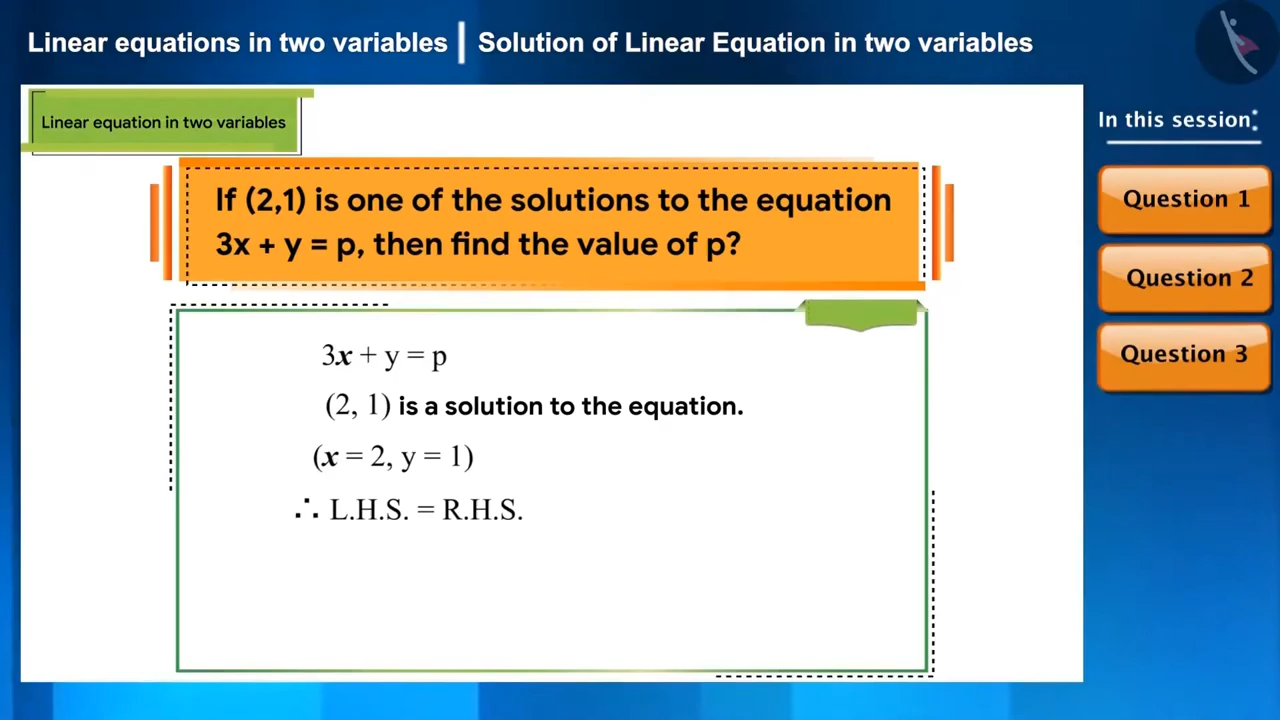 Linear equations in two variables | Solution of Linear Equation in two variables
Linear equation in two variables
In this session:
If (2,1) is one of the solutions to the equation
3x + y = p, then find the value of p?
Question 1
Question 2
Question 3
3x + y = p
(2, 1) is a solution to the equation.
(x = 2, y = 1)
∴ L.H.S. = R.H.S.